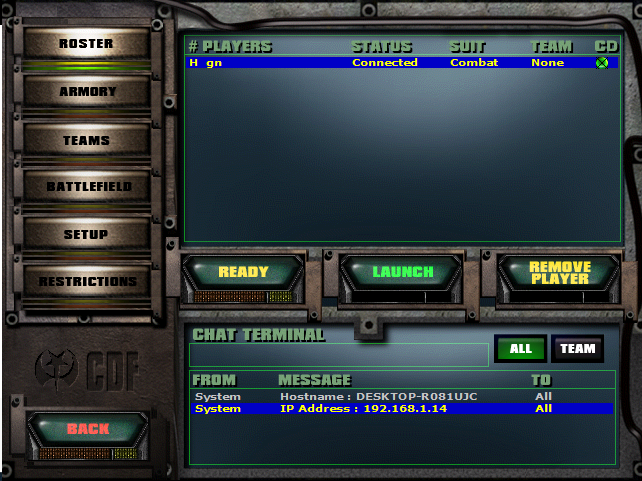 ROSTER
ARMORY
TEAMS
BATTLEFIELD
SETUP
RESTRICTIONS
CDF
BACK
# PLAYERS STATUS SUIT TEAM CD
H gn Connected Combat None
READY
LAUNCH
REMOVE
PLAYER
CHAT TERMINAL
ALL
TEAM
FROM MESSAGE TO
System Hostname : DESKTOP-R081UJC All
System IP Address : 192.168.1.14 All